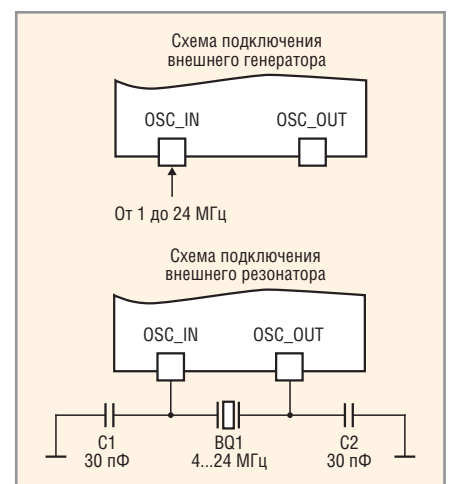 Схема подключения
внешнего генератора
OSC_IN OSC_OUT
От 1 до 24 МГц
Схема подключения
внешнего резонатора
OSC_IN OSC_OUT
C1 BQ1 C2
30 пФ 4...24 МГц 30 пФ